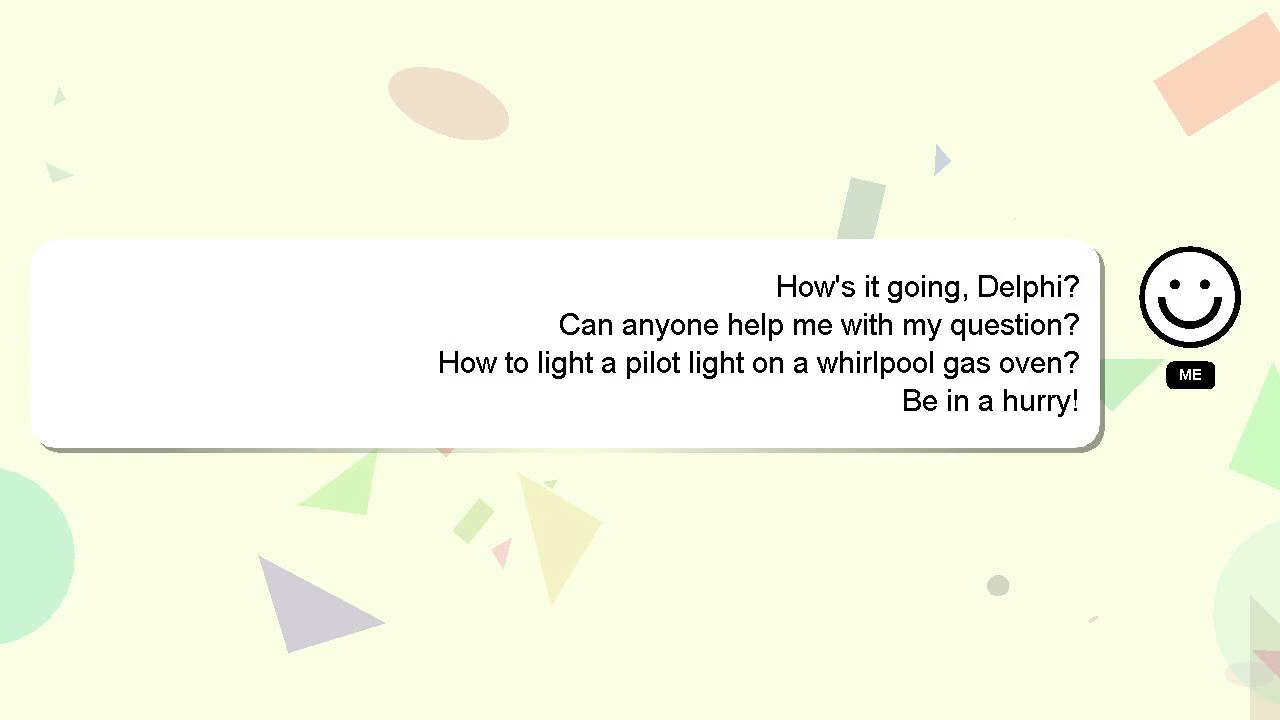 How's it going, Delphi?
Can anyone help me with my question?
How to light a pilot light on a whirlpool gas oven?
Be in a hurry!
ME